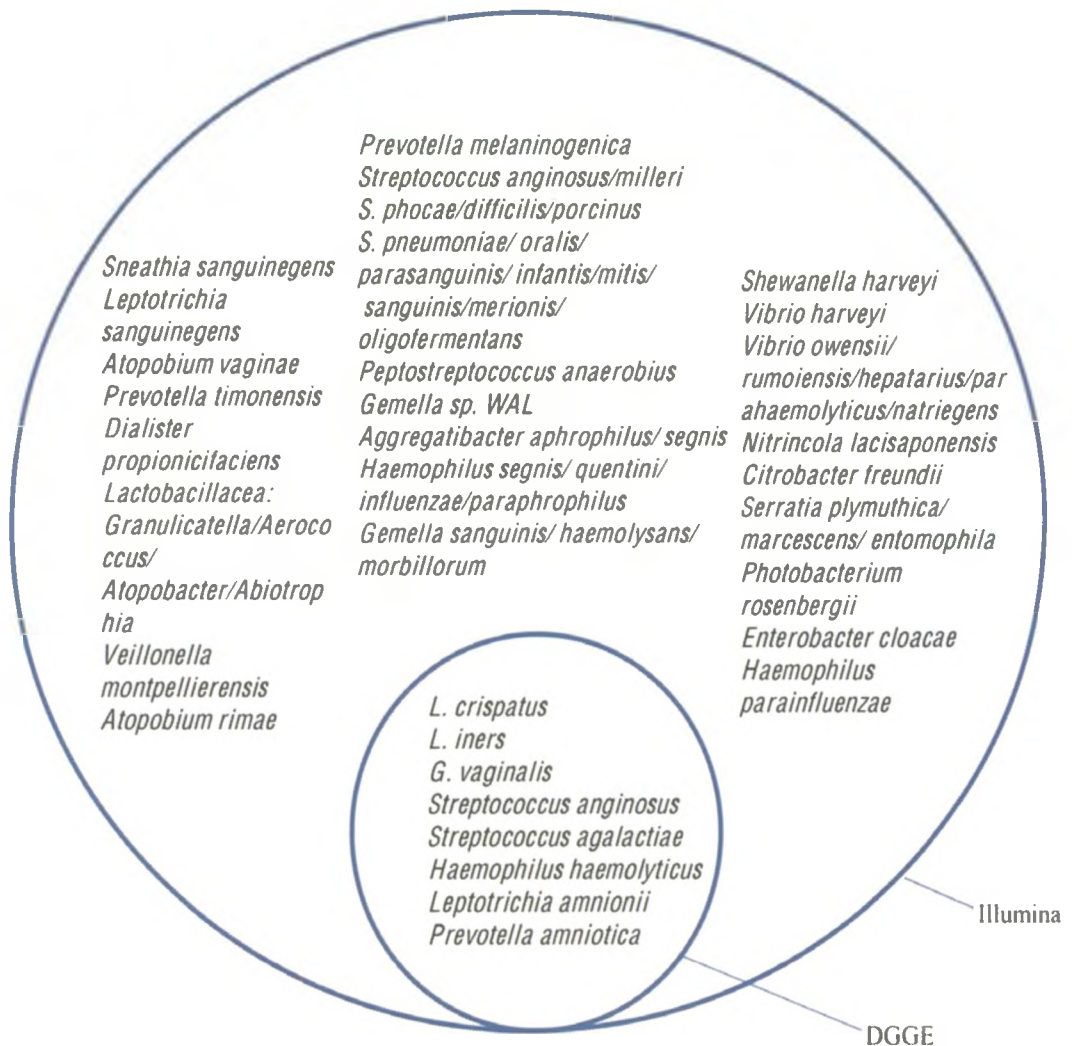 Prevotella melaninogenica
Streptococcus anginosus/milleri
S. phocae/difficilis/porcinus
S. pneumoniae/ oralis/
parasanguinis/ infantis/mitis/
sanguinis/merionis/
oligofermentans
Peptostreptococcus anaerobius
Gemella sp. WAL
Aggregatibacter aphrophilus/ segnis
Haemophilus segnis/ quentini/
influenzae/paraphrophilus
Gemella sanguinis/ haemolysans/
morbillorum
Sneathia sanguinegens
Leptotrichia
sanguinegens
Atopobium vaginae
Prevotella timonensis
Dialister
propionicifaciens
Lactobacillacea:
Granulicatella/Aeroco
ccus/
Atopobacter/Abiotrop
hia
Veillonella
montpellierensis
Atopobium rimae
Shewanella harveyi
Vibrio harveyi
Vibrio owensii/
rumoiensis/hepatarius/par
ahaemolyticus/natriegens
Nitrincola lacisaponensis
Citrobacter freundii
Serratia plymuthica/
marcescens/ entomophila
Photobacterium
rosenbergii
Enterobacter cloacae
Haemophilus
parainfluenzae
L. crispatus
L. iners
G. vaginalis
Streptococcus anginosus
Streptococcus agalactiae
Haemophilus haemolyticus
Leptotrichia amnionii
Prevotella amniotica
Illumina
DGGE